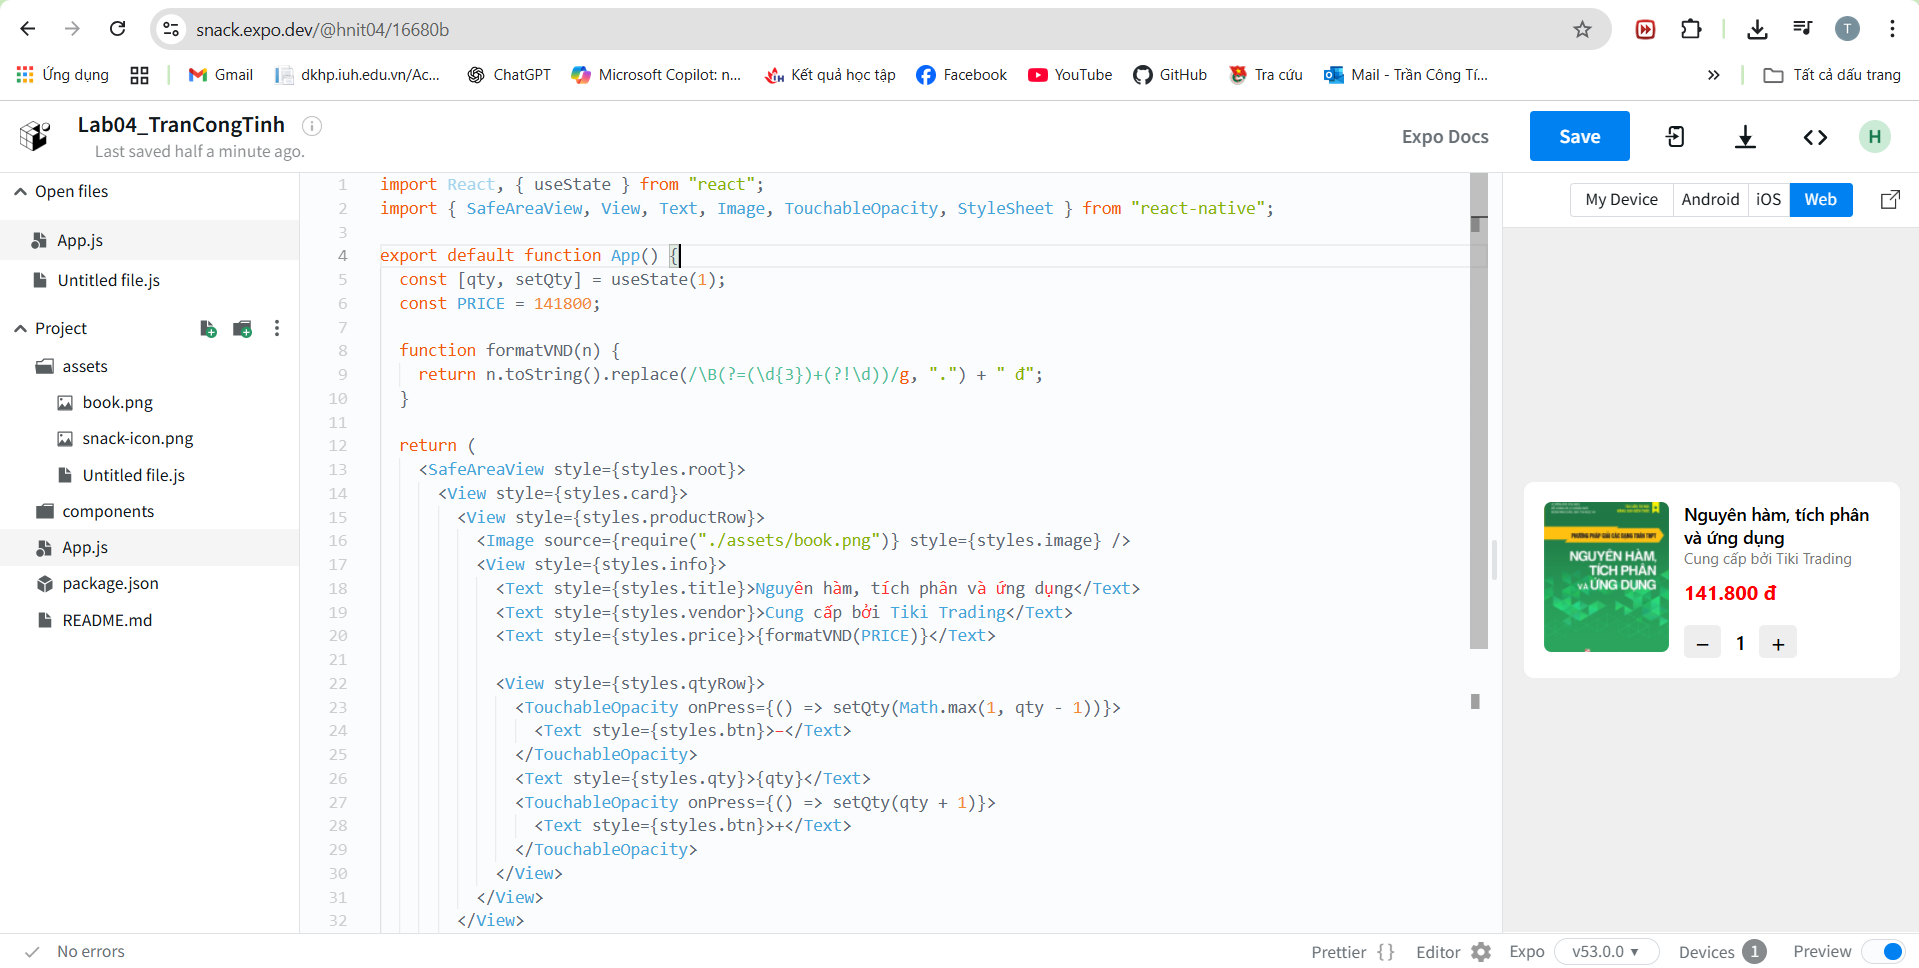 snack.expo.dev/@hnit04/16680b
T
Ứng dụng
Gmail
dkhp.iuh.edu.vn/Ac...
ChatGPT
Microsoft Copilot: n...
Kết quả học tập
Facebook
YouTube
GitHub
Tra cứu
Mail - Trần Công Tí...
»
Tất cả dấu trang
Lab04_TranCongTinh
Last saved half a minute ago.
Expo Docs
Save
H
Open files
App.js
Untitled file.js
Project
assets
book.png
snack-icon.png
Untitled file.js
components
App.js
package.json
README.md
1 import React, { useState } from "react";
2 import { SafeAreaView, View, Text, Image, TouchableOpacity, StyleSheet } from "react-native";
3
4 export default function App() {
5 const [qty, setQty] = useState(1);
6 const PRICE = 141800;
7
8 function formatVND(n) {
9 return n.toString().replace(/\B(?=(\d{3})+(?!\d))/g, ".") + " đ";
10 }
11
12 return (
13 <SafeAreaView style={styles.root}>
14 <View style={styles.card}>
15 <View style={styles.productRow}>
16 <Image source={require("./assets/book.png")} style={styles.image} />
17 <View style={styles.info}>
18 <Text style={styles.title}>Nguyên hàm, tích phân và ứng dụng</Text>
19 <Text style={styles.vendor}>Cung cấp bởi Tiki Trading</Text>
20 <Text style={styles.price}>{formatVND(PRICE)}</Text>
21
22 <View style={styles.qtyRow}>
23 <TouchableOpacity onPress={() => setQty(Math.max(1, qty - 1))}>
24 <Text style={styles.btn}>−</Text>
25 </TouchableOpacity>
26 <Text style={styles.qty}>{qty}</Text>
27 <TouchableOpacity onPress={() => setQty(qty + 1)}>
28 <Text style={styles.btn}>+</Text>
29 </TouchableOpacity>
30 </View>
31 </View>
32 </View>
My Device Android iOS Web
PHƯƠNG PHÁP GIẢI CÁC DẠNG TOÁN THPT
NGUYÊN HÀM,
TÍCH PHÂN
VÀ ỨNG DỤNG
Nguyên hàm, tích phân
và ứng dụng
Cung cấp bởi Tiki Trading
141.800 đ
− 1 +
No errors
Prettier { }
Editor
Expo
v53.0.0
Devices 1
Preview